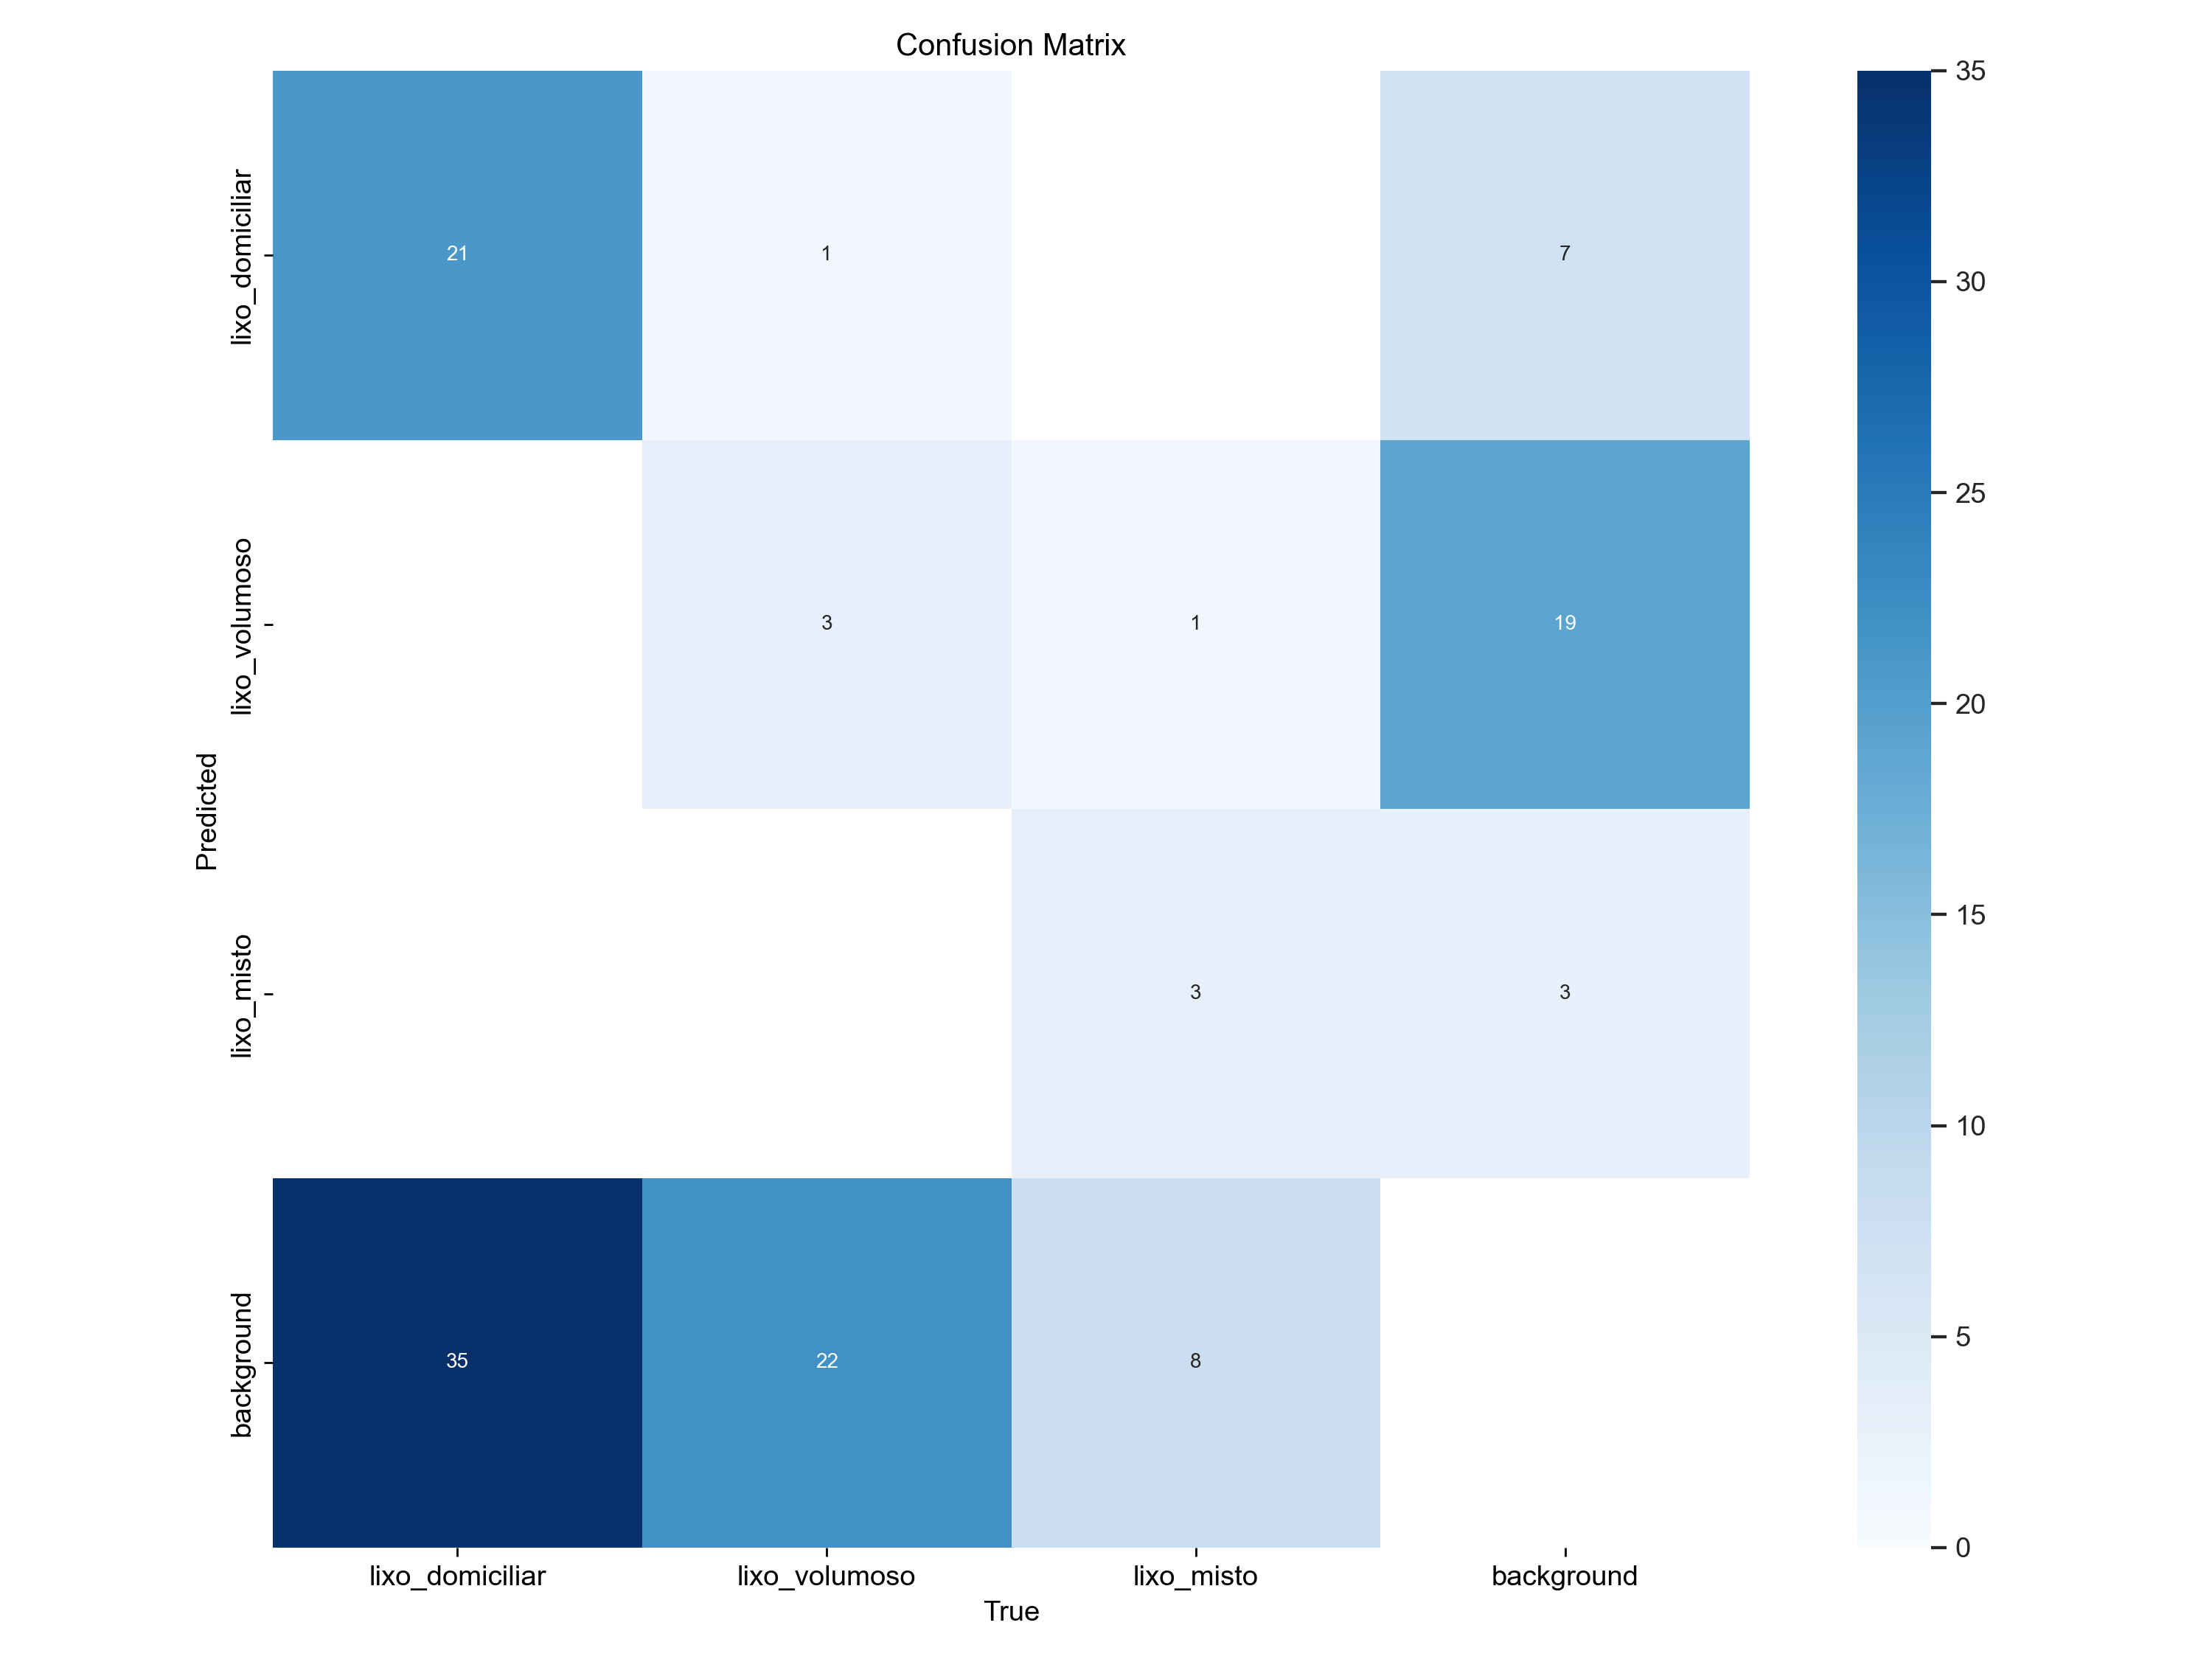 Confusion Matrix
lixo_domiciliar
21
1
7
lixo_volumoso
3
1
19
Predicted
lixo_misto
3
3
background
35
22
8
lixo_domiciliar
lixo_volumoso
lixo_misto
background
True
35
30
25
20
15
10
5
0